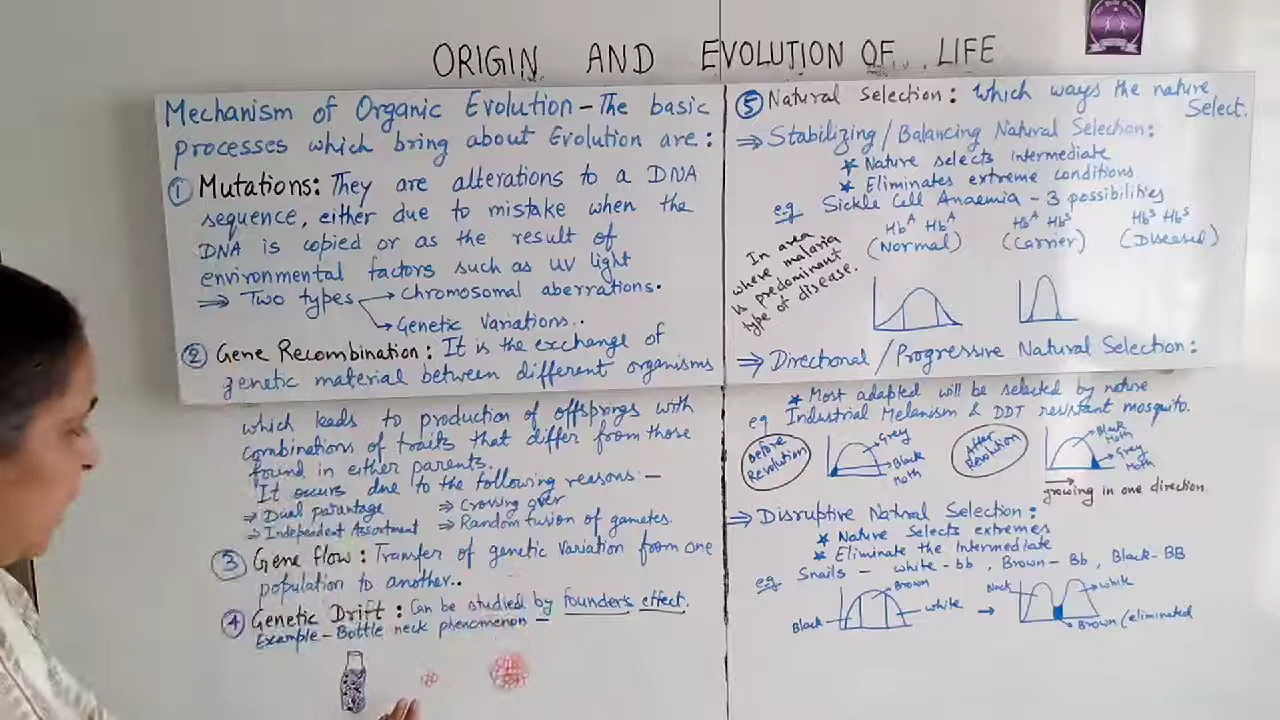 ORIGIN AND EVOLUTION OF LIFE
Mechanism of Organic Evolution - The basic
processes which bring about Evolution are :
① Mutations: They are alterations to a DNA
sequence, either due to mistake when the
DNA is copied or as the result of
environmental factors such as UV light
⇒ Two types → Chromosomal aberrations.
→ Genetic Variations..
② Gene Recombination: It is the exchange of
genetic material between different organisms
which leads to production of offsprings with
combinations of traits that differ from those
found in either parents.
It occurs due to the following reasons —
⇒ Dual parantage ⇒ Crossing over
⇒ Independent Assortment ⇒ Random fusion of gametes.
③ Gene flow : Transfer of genetic variation from one
population to another..
④ Genetic Drift : Can be studied by founder's effect.
Example - Bottle neck phenomenon —
⑤ Natural Selection: Which ways the nature
Select.
⇒ Stabilizing / Balancing Natural Selection:
* Nature selects intermediate
* Eliminates extreme conditions
eg Sickle Cell Anaemia - 3 possibilities
Hb^A Hb^A Hb^A Hb^S Hb^S Hb^S
(Normal) (Carrier) (Diseased)
In area
where malaria
is predominant
type of disease.
⇒ Directional / Progressive Natural Selection:
* Most adapted will be selected by nature
eg Industrial Melanism & DDT resistant mosquito.
Before
Revolution
Grey
Black
Moth
After
Revolution
Black
Moth
Grey
Moth
growing in one direction
⇒ Disruptive Natural Selection:
* Nature Selects extremes
* Eliminate the Intermediate
eg Snails - white - bb , Brown - Bb , Black - BB
Brown
Black
white
→
white
Brown (eliminated